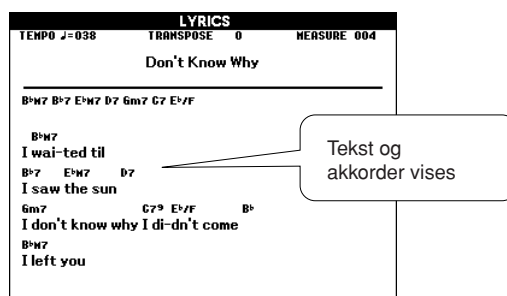 LYRICS
TEMPO ♩=038 TRANSPOSE 0 MEASURE 004
Don't Know Why
B♭M7 B♭7 E♭M7 D7 Gm7 C7 E♭/F
B♭M7
I wai-ted til
B♭7 E♭M7 D7
I saw the sun
Gm7 C7⁹ E♭/F B♭
I don't know why I di-dn't come
B♭M7
I left you
Tekst og
akkorder vises